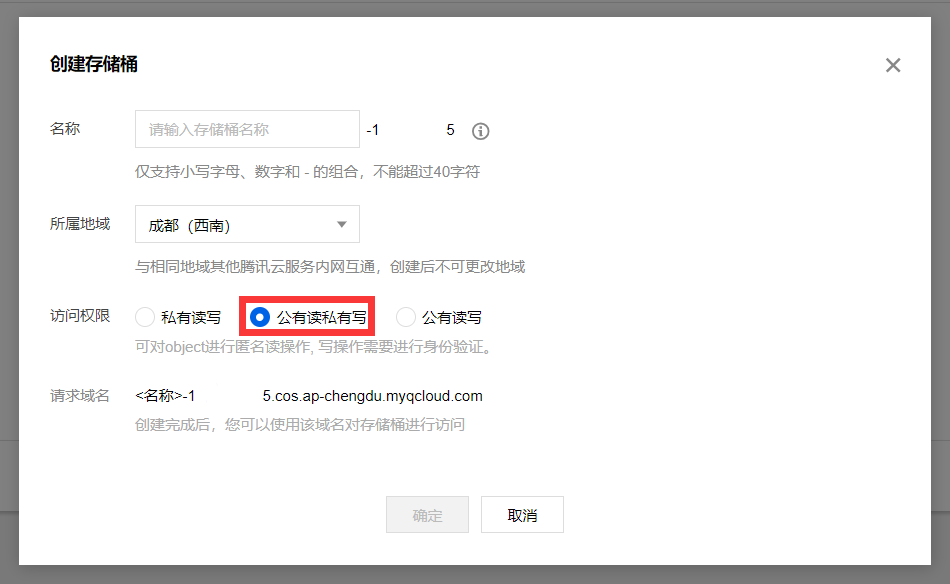 创建存储桶
名称 请输入存储桶名称 -1 5
仅支持小写字母、数字和 - 的组合，不能超过40字符
所属地域 成都（西南）
与相同地域其他腾讯云服务内网互通，创建后不可更改地域
访问权限 私有读写 公有读私有写 公有读写
可对object进行匿名读操作, 写操作需要进行身份验证。
请求域名 <名称>-1 5.cos.ap-chengdu.myqcloud.com
创建完成后，您可以使用该域名对存储桶进行访问
确定 取消